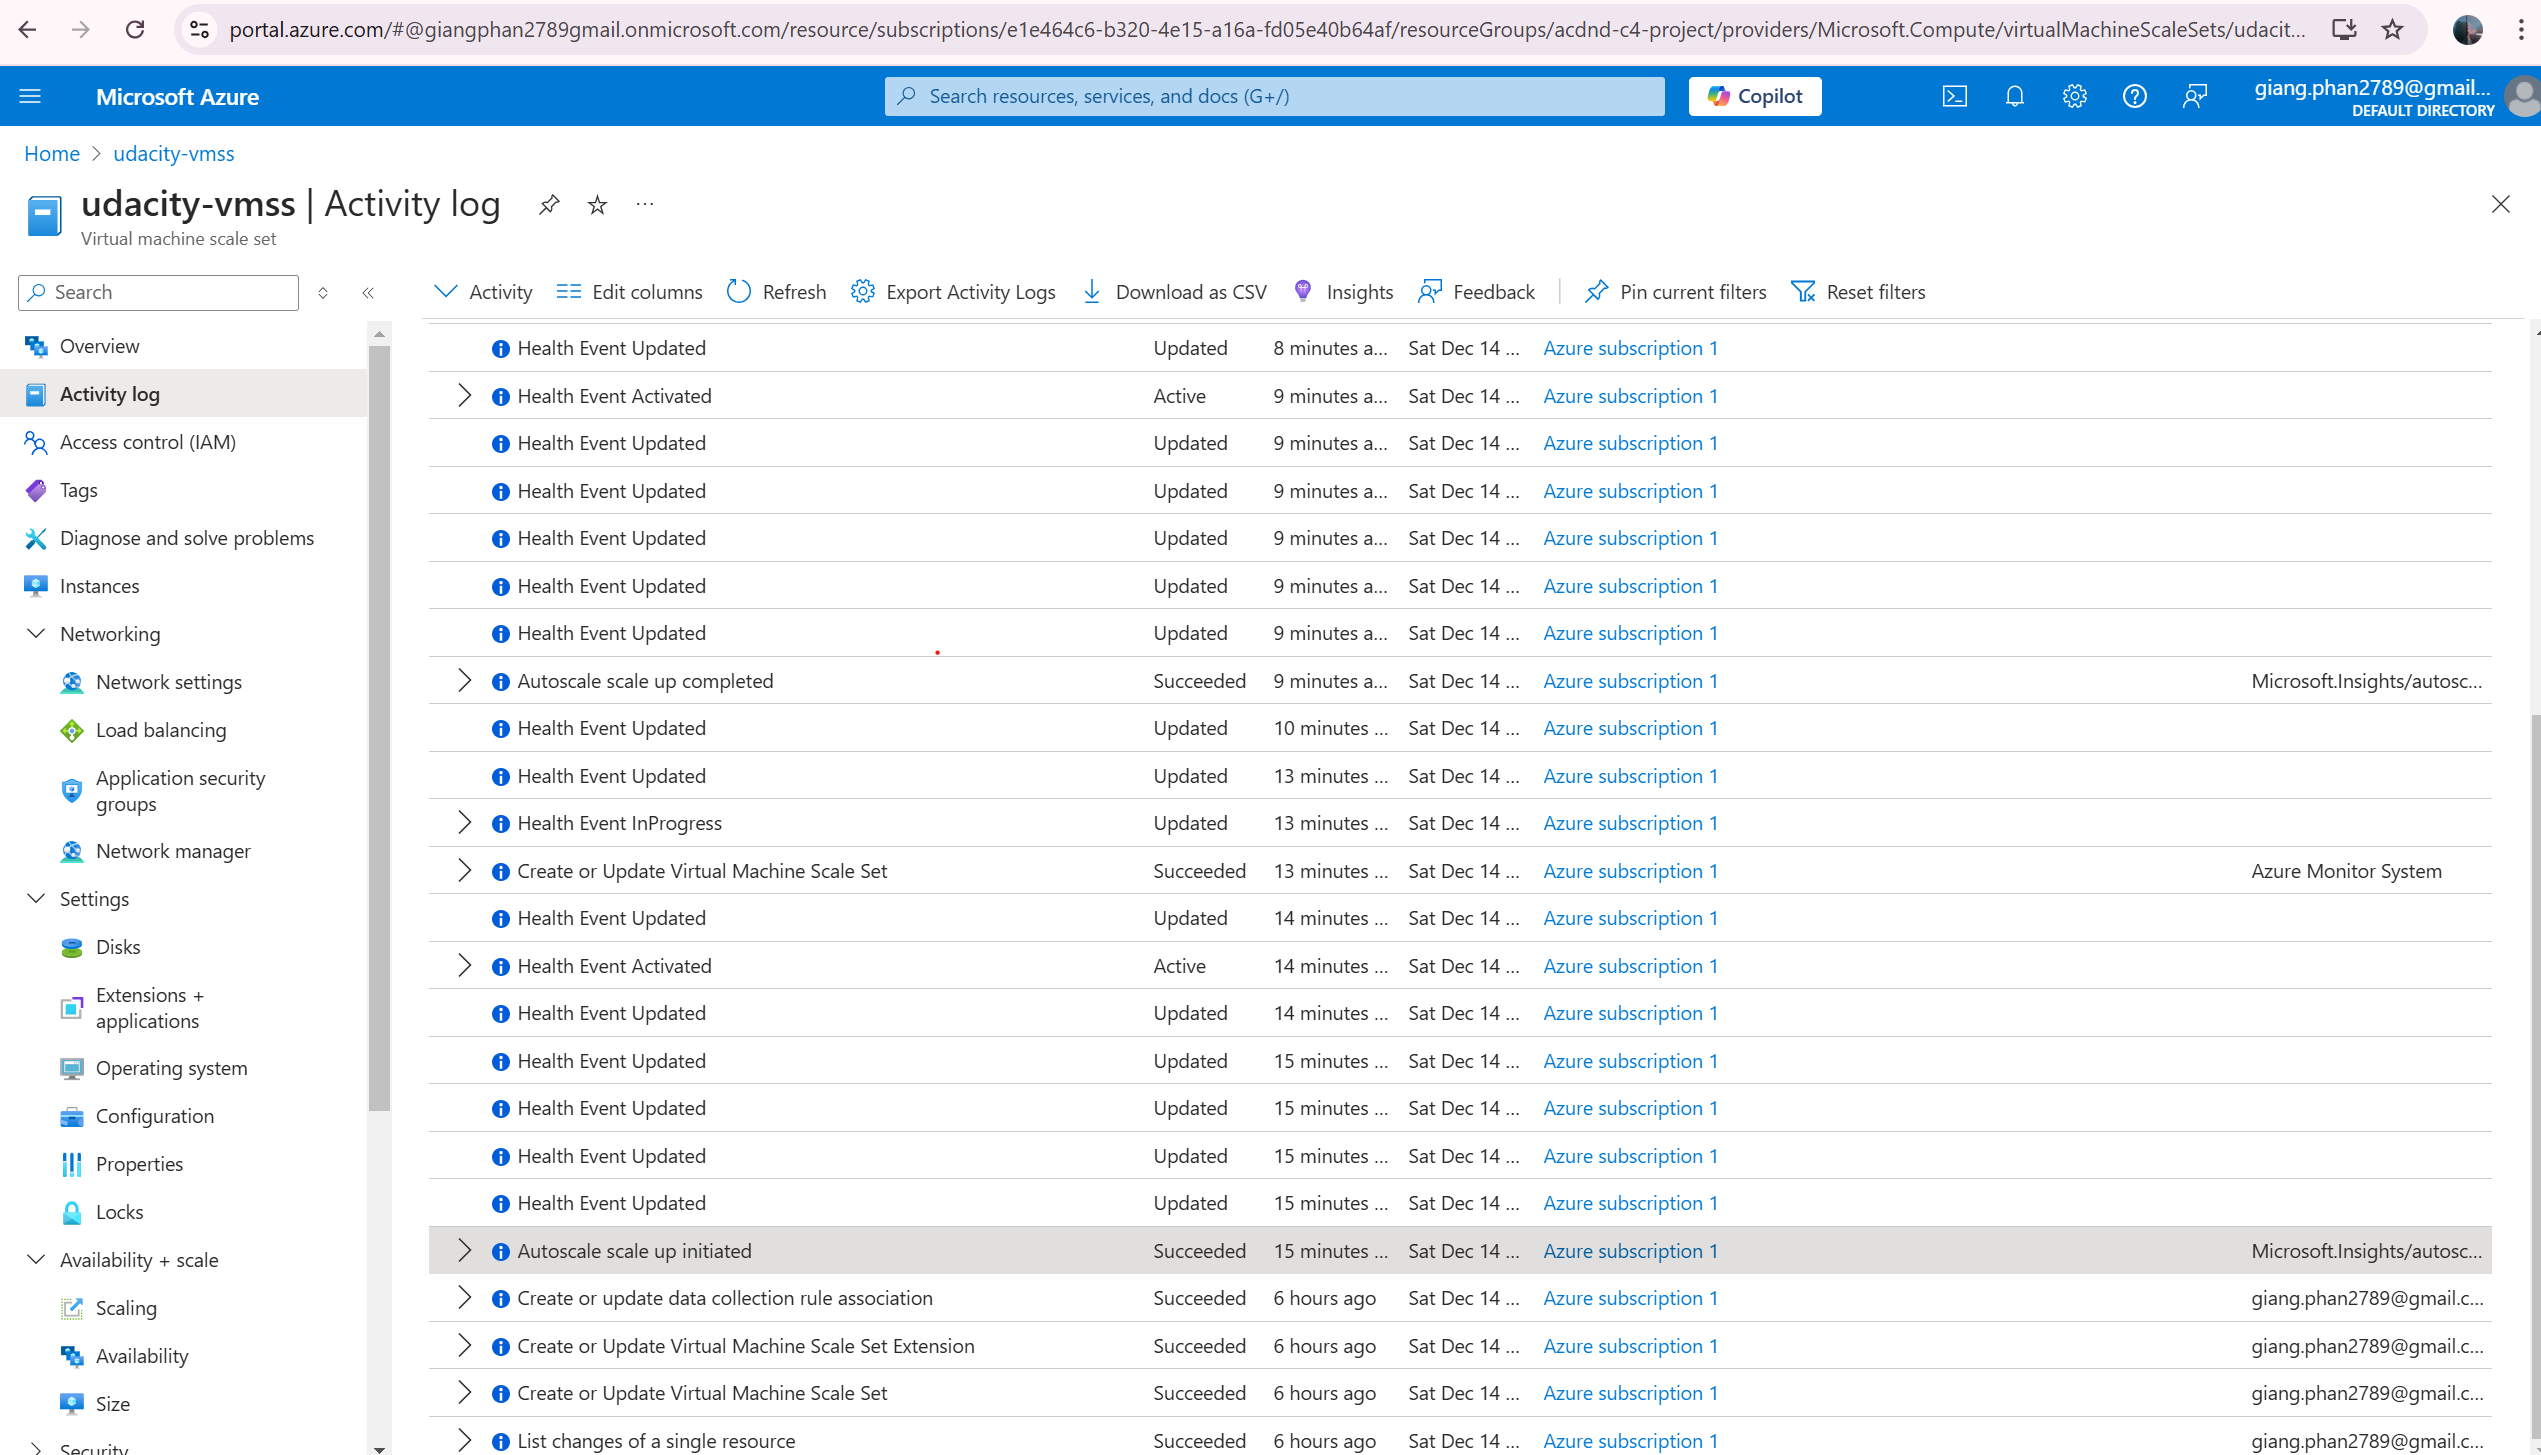 portal.azure.com/#@giangphan2789gmail.onmicrosoft.com/resource/subscriptions/e1e464c6-b320-4e15-a16a-fd05e40b64af/resourceGroups/acdnd-c4-project/providers/Microsoft.Compute/virtualMachineScaleSets/udacit...
Microsoft Azure
Search resources, services, and docs (G+/)
Copilot
giang.phan2789@gmail...
DEFAULT DIRECTORY
Home > udacity-vmss
udacity-vmss | Activity log
Virtual machine scale set
Search
Activity Edit columns Refresh Export Activity Logs Download as CSV Insights Feedback Pin current filters Reset filters
Overview
Activity log
Access control (IAM)
Tags
Diagnose and solve problems
Instances
Networking
Network settings
Load balancing
Application security
groups
Network manager
Settings
Disks
Extensions +
applications
Operating system
Configuration
Properties
Locks
Availability + scale
Scaling
Availability
Size
Security
Health Event Updated Updated 8 minutes a... Sat Dec 14 ... Azure subscription 1
Health Event Activated Active 9 minutes a... Sat Dec 14 ... Azure subscription 1
Health Event Updated Updated 9 minutes a... Sat Dec 14 ... Azure subscription 1
Health Event Updated Updated 9 minutes a... Sat Dec 14 ... Azure subscription 1
Health Event Updated Updated 9 minutes a... Sat Dec 14 ... Azure subscription 1
Health Event Updated Updated 9 minutes a... Sat Dec 14 ... Azure subscription 1
Health Event Updated Updated 9 minutes a... Sat Dec 14 ... Azure subscription 1
Autoscale scale up completed Succeeded 9 minutes a... Sat Dec 14 ... Azure subscription 1 Microsoft.Insights/autosc...
Health Event Updated Updated 10 minutes ... Sat Dec 14 ... Azure subscription 1
Health Event Updated Updated 13 minutes ... Sat Dec 14 ... Azure subscription 1
Health Event InProgress Updated 13 minutes ... Sat Dec 14 ... Azure subscription 1
Create or Update Virtual Machine Scale Set Succeeded 13 minutes ... Sat Dec 14 ... Azure subscription 1 Azure Monitor System
Health Event Updated Updated 14 minutes ... Sat Dec 14 ... Azure subscription 1
Health Event Activated Active 14 minutes ... Sat Dec 14 ... Azure subscription 1
Health Event Updated Updated 14 minutes ... Sat Dec 14 ... Azure subscription 1
Health Event Updated Updated 15 minutes ... Sat Dec 14 ... Azure subscription 1
Health Event Updated Updated 15 minutes ... Sat Dec 14 ... Azure subscription 1
Health Event Updated Updated 15 minutes ... Sat Dec 14 ... Azure subscription 1
Health Event Updated Updated 15 minutes ... Sat Dec 14 ... Azure subscription 1
Autoscale scale up initiated Succeeded 15 minutes ... Sat Dec 14 ... Azure subscription 1 Microsoft.Insights/autosc...
Create or update data collection rule association Succeeded 6 hours ago Sat Dec 14 ... Azure subscription 1 giang.phan2789@gmail.c...
Create or Update Virtual Machine Scale Set Extension Succeeded 6 hours ago Sat Dec 14 ... Azure subscription 1 giang.phan2789@gmail.c...
Create or Update Virtual Machine Scale Set Succeeded 6 hours ago Sat Dec 14 ... Azure subscription 1 giang.phan2789@gmail.c...
List changes of a single resource Succeeded 6 hours ago Sat Dec 14 ... Azure subscription 1 giang.phan2789@gmail.c...